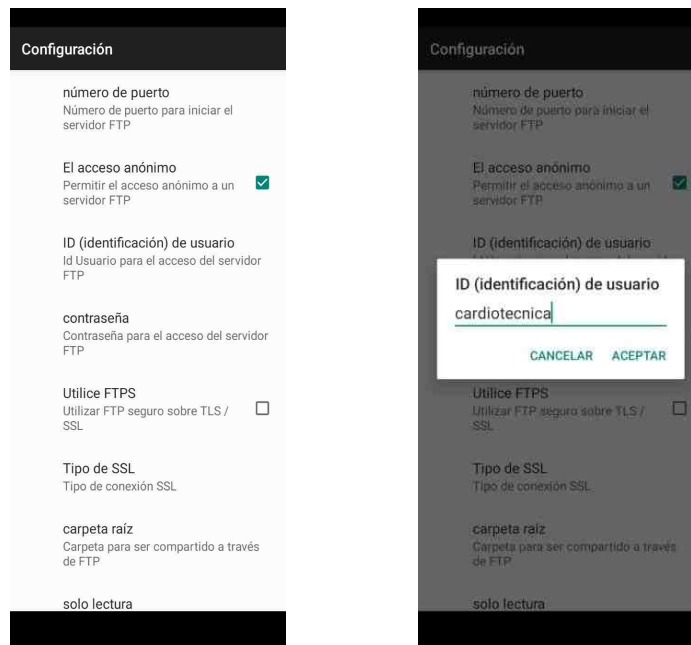 Configuración
número de puerto
Número de puerto para iniciar el
servidor FTP
El acceso anónimo
Permitir el acceso anónimo a un
servidor FTP
ID (identificación) de usuario
Id Usuario para el acceso del servidor
FTP
contraseña
Contraseña para el acceso del servidor
FTP
Utilice FTPS
Utilizar FTP seguro sobre TLS /
SSL
Tipo de SSL
Tipo de conexión SSL
carpeta raíz
Carpeta para ser compartido a través
de FTP
solo lectura
Configuración
número de puerto
Número de puerto para iniciar el
servidor FTP
El acceso anónimo
Permitir el acceso anónimo a un
servidor FTP
ID (identificación) de usuario
ID (identificación) de usuario
cardiotecnica
CANCELAR ACEPTAR
Utilice FTPS
Utilizar FTP seguro sobre TLS /
SSL
Tipo de SSL
Tipo de conexión SSL
carpeta raíz
Carpeta para ser compartido a través
de FTP
solo lectura